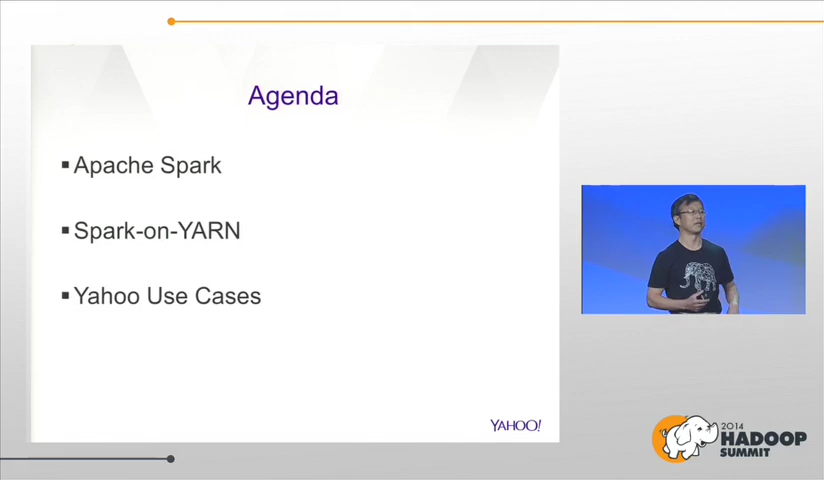 Agenda
▪ Apache Spark
▪ Spark-on-YARN
▪ Yahoo Use Cases
YAHOO!
2014
HADOOP
SUMMIT